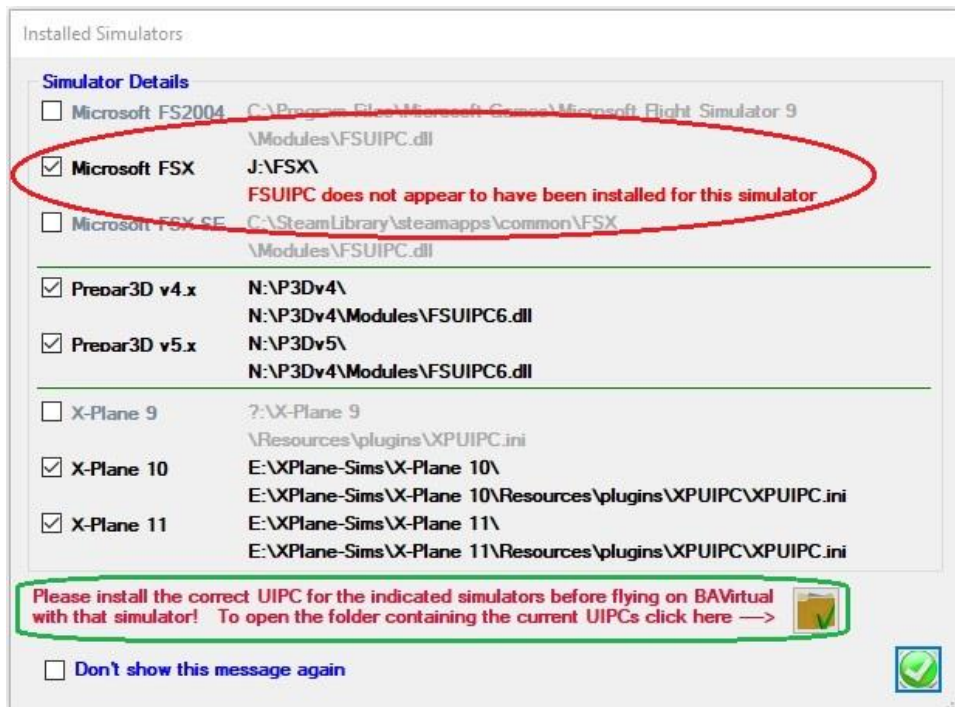 Installed Simulators
Simulator Details
Microsoft FS2004 C:\Program Files\Microsoft Games\Microsoft Flight Simulator 9
\Modules\FSUIPC.dll
Microsoft FSX J:\FSX\
FSUIPC does not appear to have been installed for this simulator
Microsoft FSX SE C:\SteamLibrary\steamapps\common\FSX
\Modules\FSUIPC.dll
Prepar3D v4.x N:\P3Dv4\
N:\P3Dv4\Modules\FSUIPC6.dll
Prepar3D v5.x N:\P3Dv5\
N:\P3Dv4\Modules\FSUIPC6.dll
X-Plane 9 ?:\X-Plane 9
\Resources\plugins\XPUIPC.ini
X-Plane 10 E:\XPlane-Sims\X-Plane 10\
E:\XPlane-Sims\X-Plane 10\Resources\plugins\XPUIPC\XPUIPC.ini
X-Plane 11 E:\XPlane-Sims\X-Plane 11\
E:\XPlane-Sims\X-Plane 11\Resources\plugins\XPUIPC\XPUIPC.ini
Please install the correct UIPC for the indicated simulators before flying on BAVirtual
with that simulator! To open the folder containing the current UIPCs click here --->
Don't show this message again